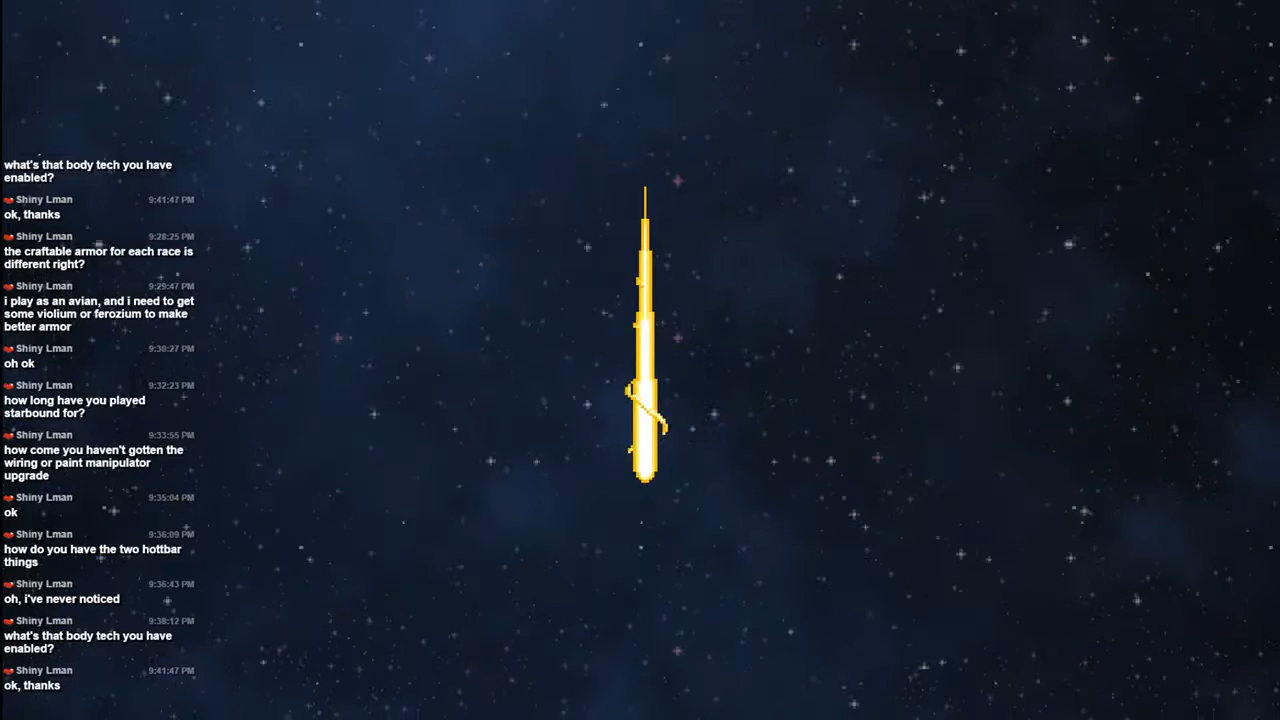 what's that body tech you have
enabled?
Shiny Lman 9:41:47 PM
ok, thanks
Shiny Lman 9:28:25 PM
the craftable armor for each race is
different right?
Shiny Lman 9:29:47 PM
i play as an avian, and i need to get
some violium or ferozium to make
better armor
Shiny Lman 9:30:27 PM
oh ok
Shiny Lman 9:32:23 PM
how long have you played
starbound for?
Shiny Lman 9:33:55 PM
how come you haven't gotten the
wiring or paint manipulator
upgrade
Shiny Lman 9:35:04 PM
ok
Shiny Lman 9:36:09 PM
how do you have the two hottbar
things
Shiny Lman 9:36:43 PM
oh, i've never noticed
Shiny Lman 9:38:12 PM
what's that body tech you have
enabled?
Shiny Lman 9:41:47 PM
ok, thanks